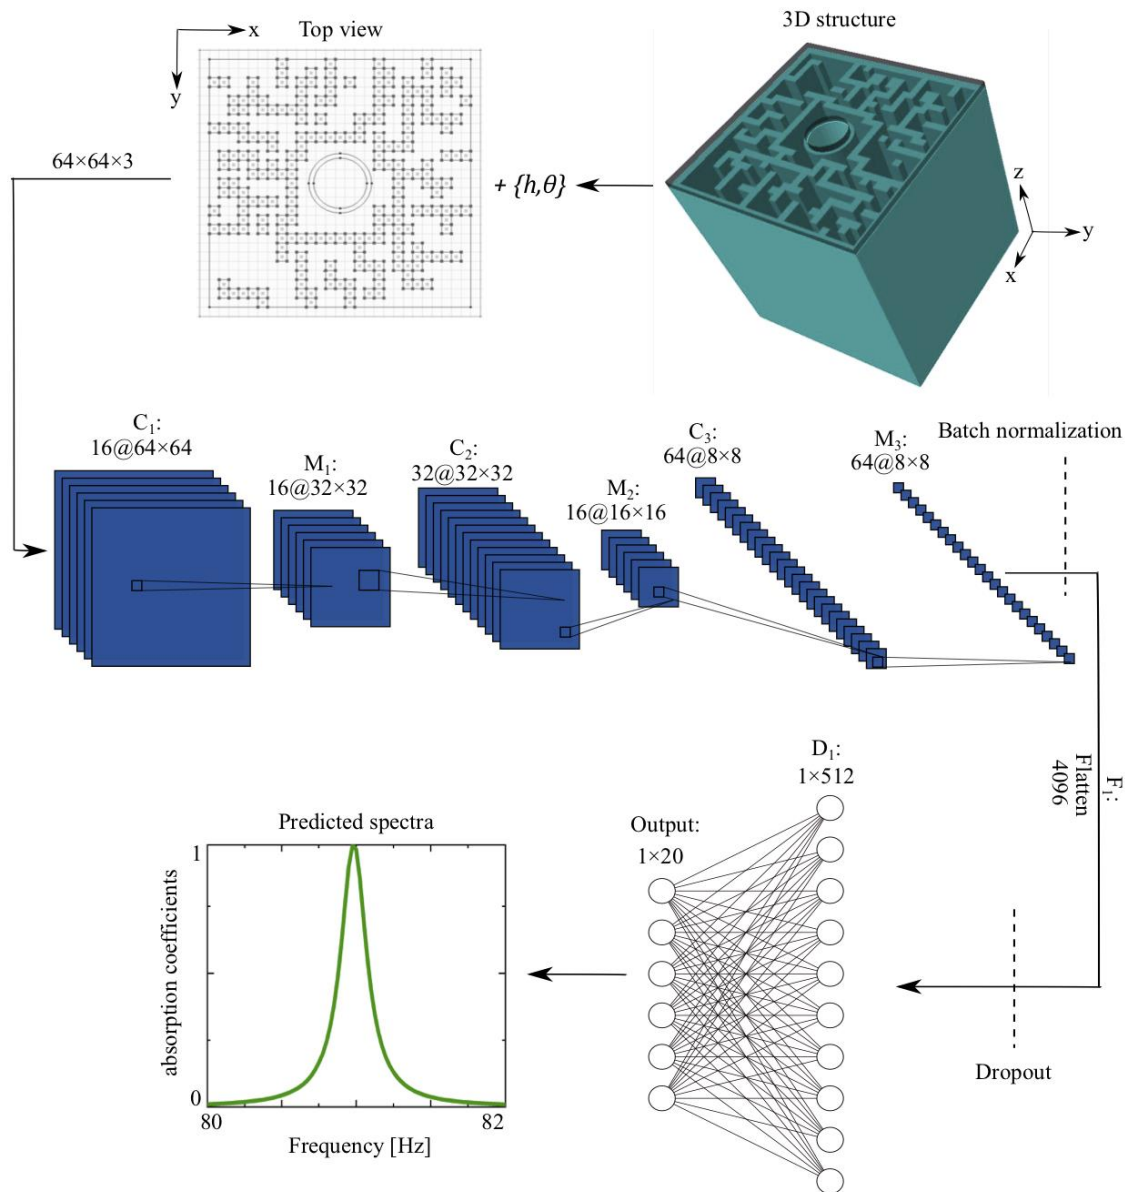 x
Top view
y
64×64×3
+ {h,θ}
3D structure
z
y
x
C₁:
16@64×64
M₁:
16@32×32
C₂:
32@32×32
M₂:
16@16×16
C₃:
64@8×8
M₃:
64@8×8
Batch normalization
F₁:
Flatten
4096
Dropout
D₁:
1×512
Output:
1×20
Predicted spectra
absorption coefficients
1
0
80
82
Frequency [Hz]